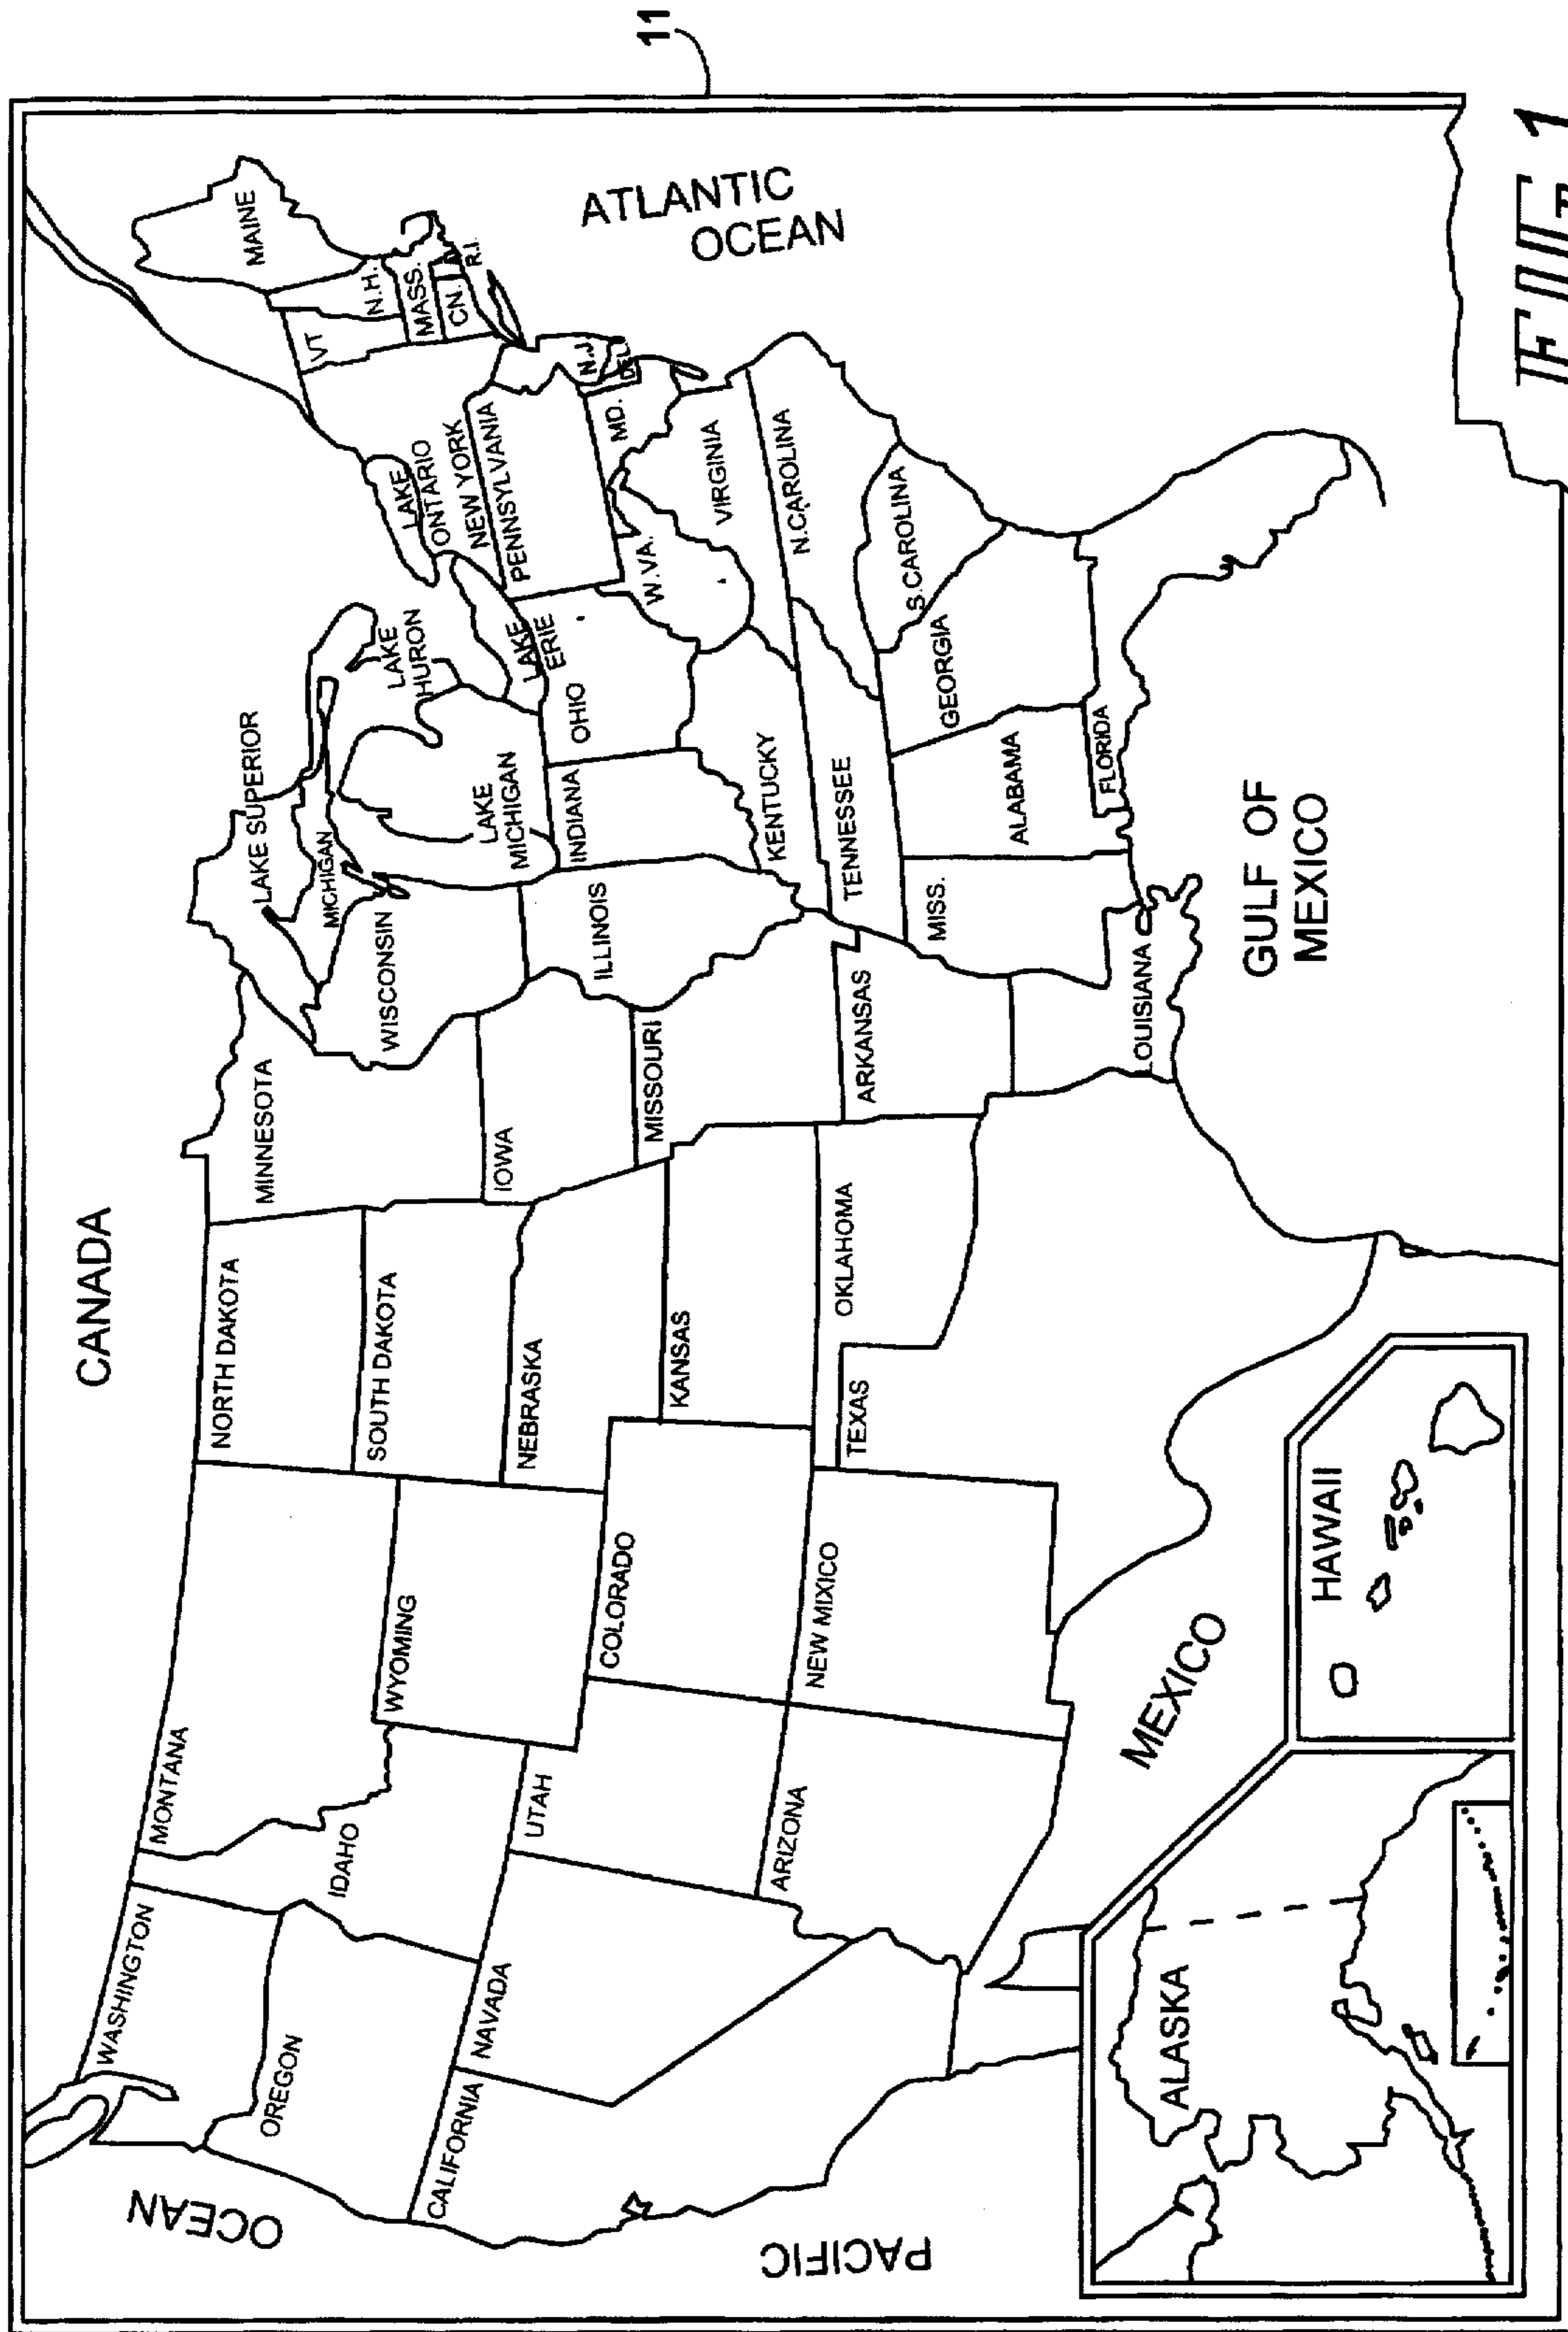 CANADA
OCEAN
PACIFIC
WASHINGTON
OREGON
CALIFORNIA
NAVADA
IDAHO
MONTANA
WYOMING
UTAH
COLORADO
ARIZONA
NEW MIXICO
NORTH DAKOTA
SOUTH DAKOTA
NEBRASKA
KANSAS
OKLAHOMA
TEXAS
MINNESOTA
IOWA
MISSOURI
ARKANSAS
LOUISIANA
WISCONSIN
ILLINOIS
MICHIGAN
LAKE SUPERIOR
LAKE
MICHIGAN
LAKE
HURON
LAKE
ERIE
LAKE
ONTARIO
INDIANA
OHIO
KENTUCKY
TENNESSEE
MISS.
ALABAMA
GEORGIA
FLORIDA
S.CAROLINA
N.CAROLINA
VIRGINIA
W.VA.
MD.
DEL
N.J
PENNSYLVANIA
NEW YORK
VT
N.H.
MAINE
MASS.
CN.
R.I.
ATLANTIC
OCEAN
GULF OF
MEXICO
MEXICO
ALASKA
HAWAII
11
FIG 1